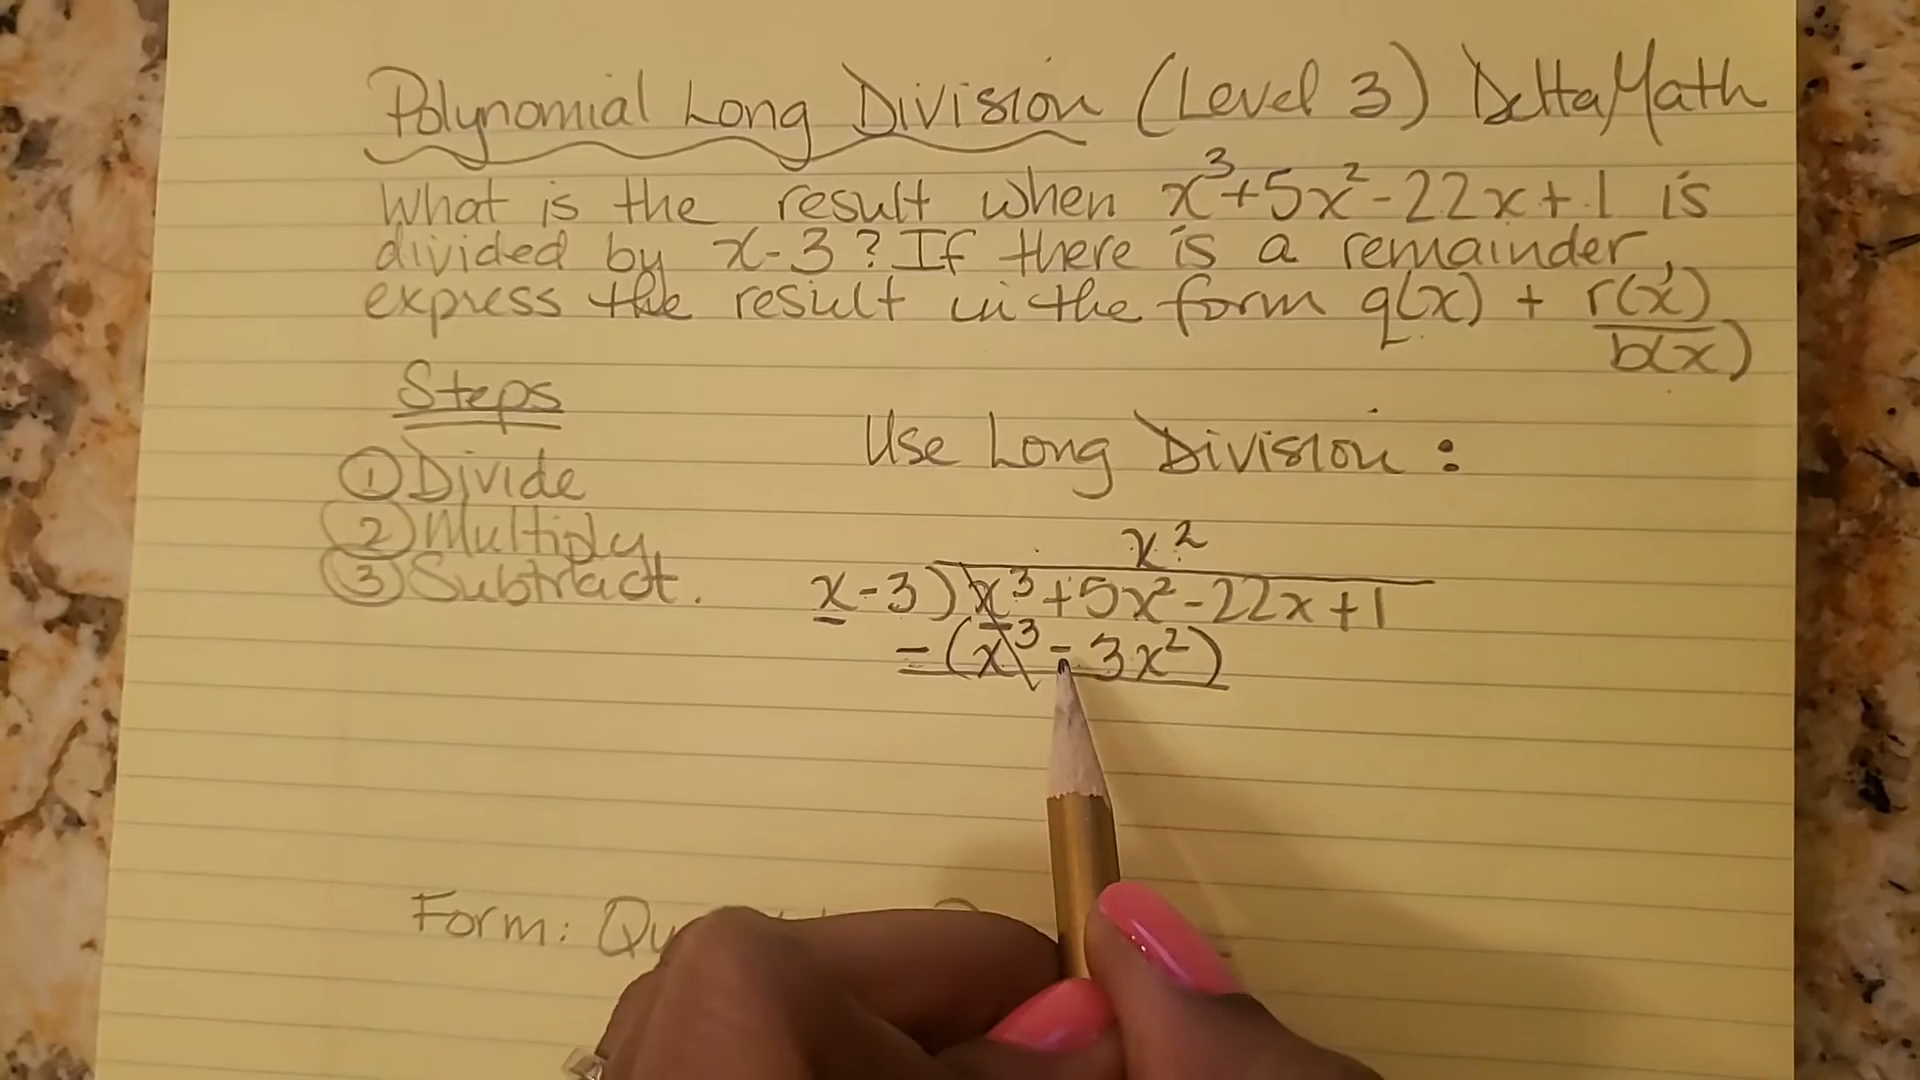 Polynomial Long Division (Level 3) DeltaMath
What is the result when x³+5x²-22x+1 is
divided by x-3? If there is a remainder,
express the result in the form q(x) + r(x)/b(x)
Steps
① Divide
② Multiply
③ Subtract.
Use Long Division:
x²
x-3)x³+5x²-22x+1
-(x³-3x²)
Form: